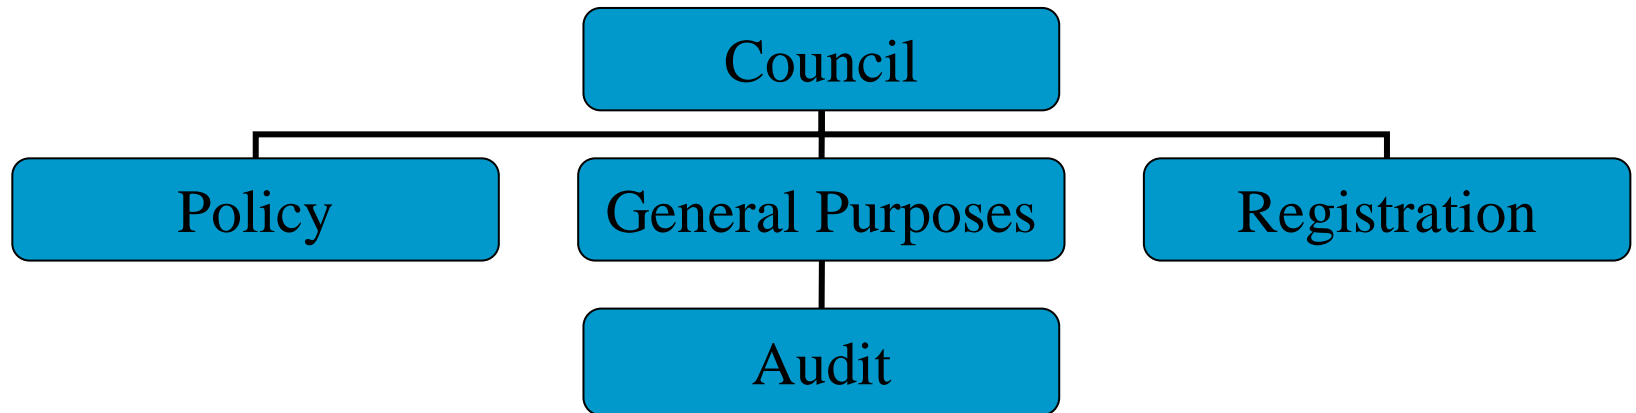 Council
Policy
General Purposes
Registration
Audit